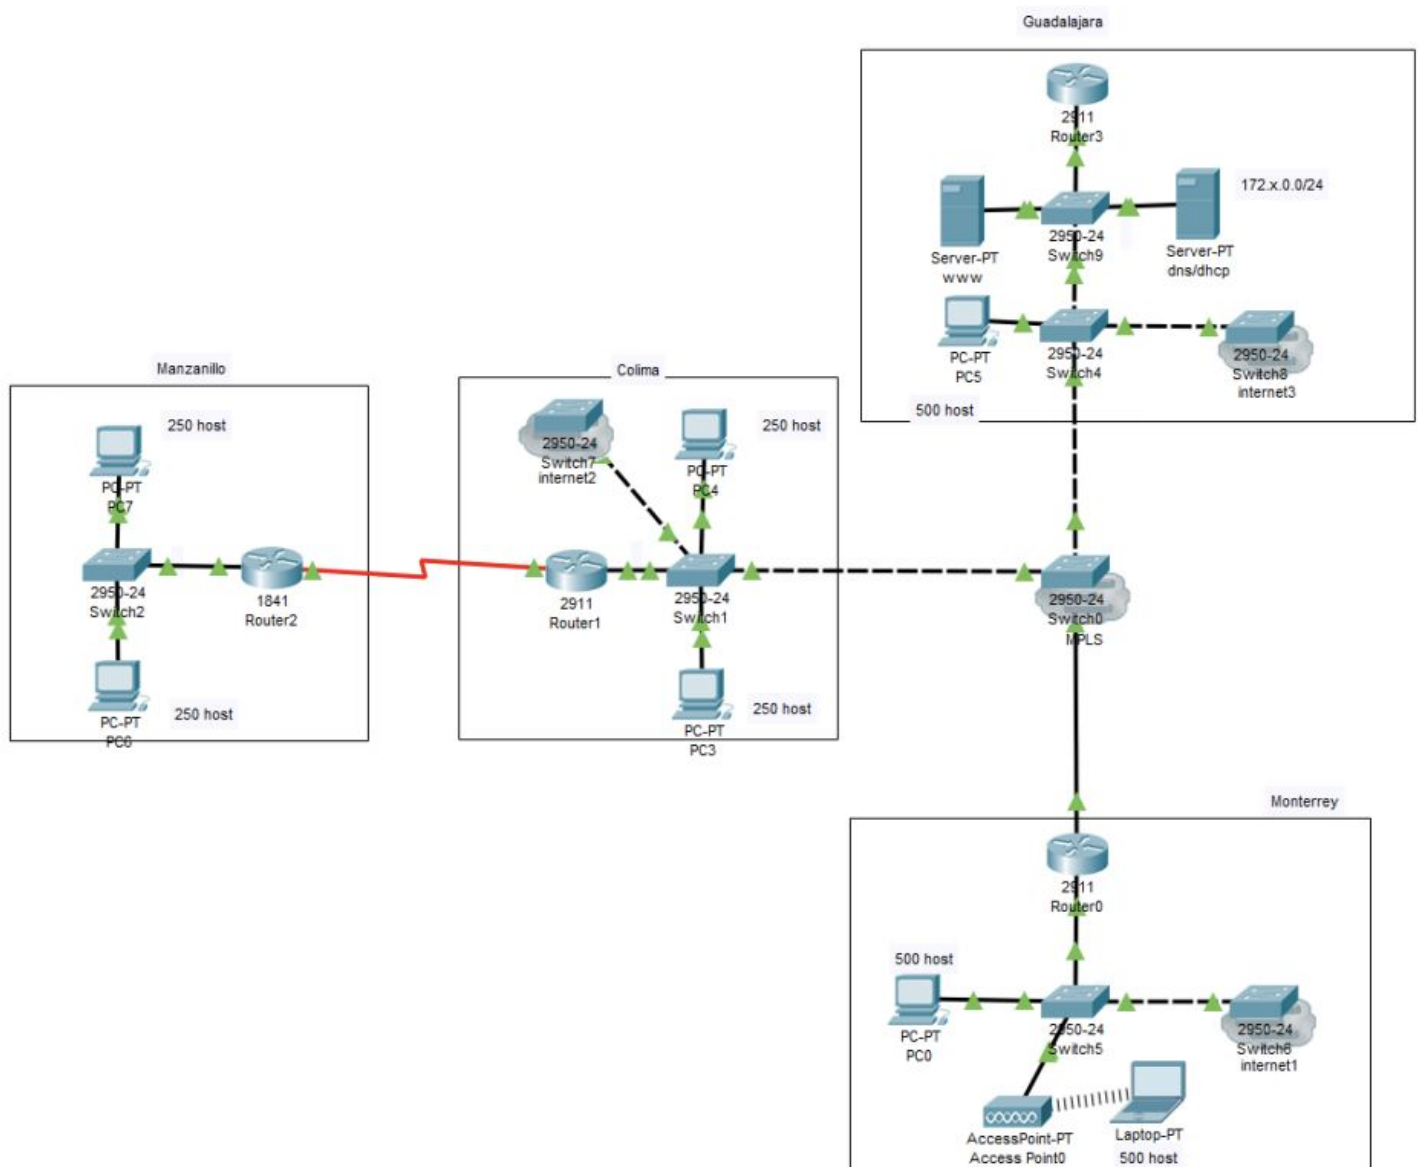 Guadalajara
2911
Router3
172.x.0.0/24
2950-24
Switch9
Server-PT
www
Server-PT
dns/dhcp
PC-PT
PC5
2950-24
Switch4
2950-24
Switch8
internet3
500 host
Manzanillo
250 host
PC-PT
PC7
2950-24
Switch2
1841
Router2
PC-PT
PC6
250 host
Colima
2950-24
Switch7
internet2
250 host
PC-PT
PC4
2911
Router1
2950-24
Switch1
PC-PT
PC3
250 host
2950-24
Switch0
MPLS
Monterrey
2911
Router0
500 host
PC-PT
PC0
2950-24
Switch5
2950-24
Switch6
internet1
AccessPoint-PT
Access Point0
Laptop-PT
500 host